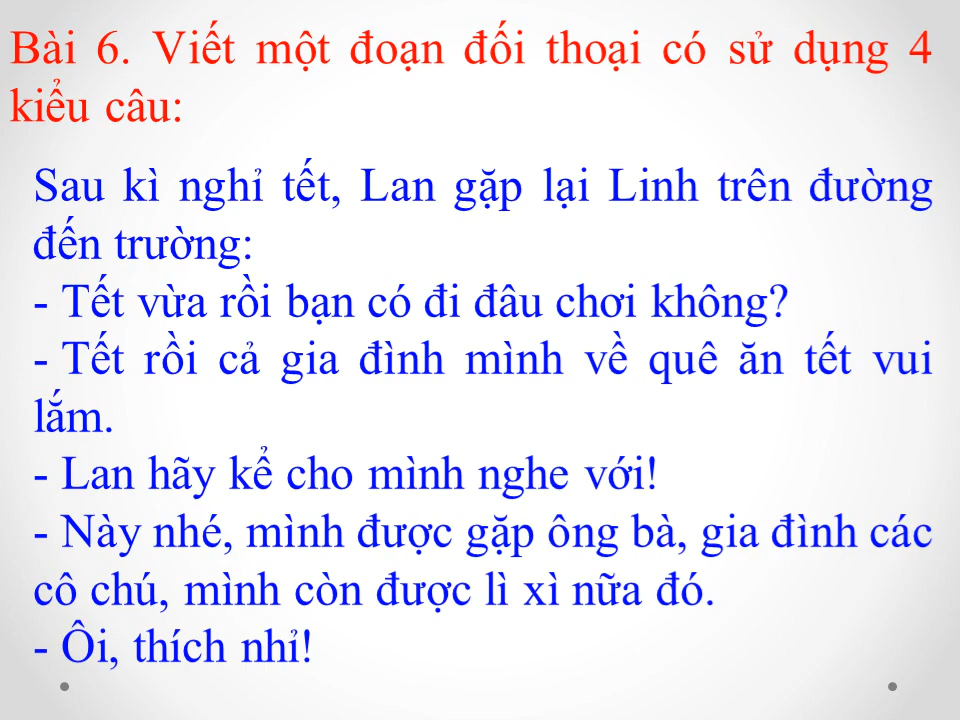 Bài 6. Viết một đoạn đối thoại có sử dụng 4
kiểu câu:
Sau kì nghỉ tết, Lan gặp lại Linh trên đường
đến trường:
- Tết vừa rồi bạn có đi đâu chơi không?
- Tết rồi cả gia đình mình về quê ăn tết vui
lắm.
- Lan hãy kể cho mình nghe với!
- Này nhé, mình được gặp ông bà, gia đình các
cô chú, mình còn được lì xì nữa đó.
- Ôi, thích nhỉ!